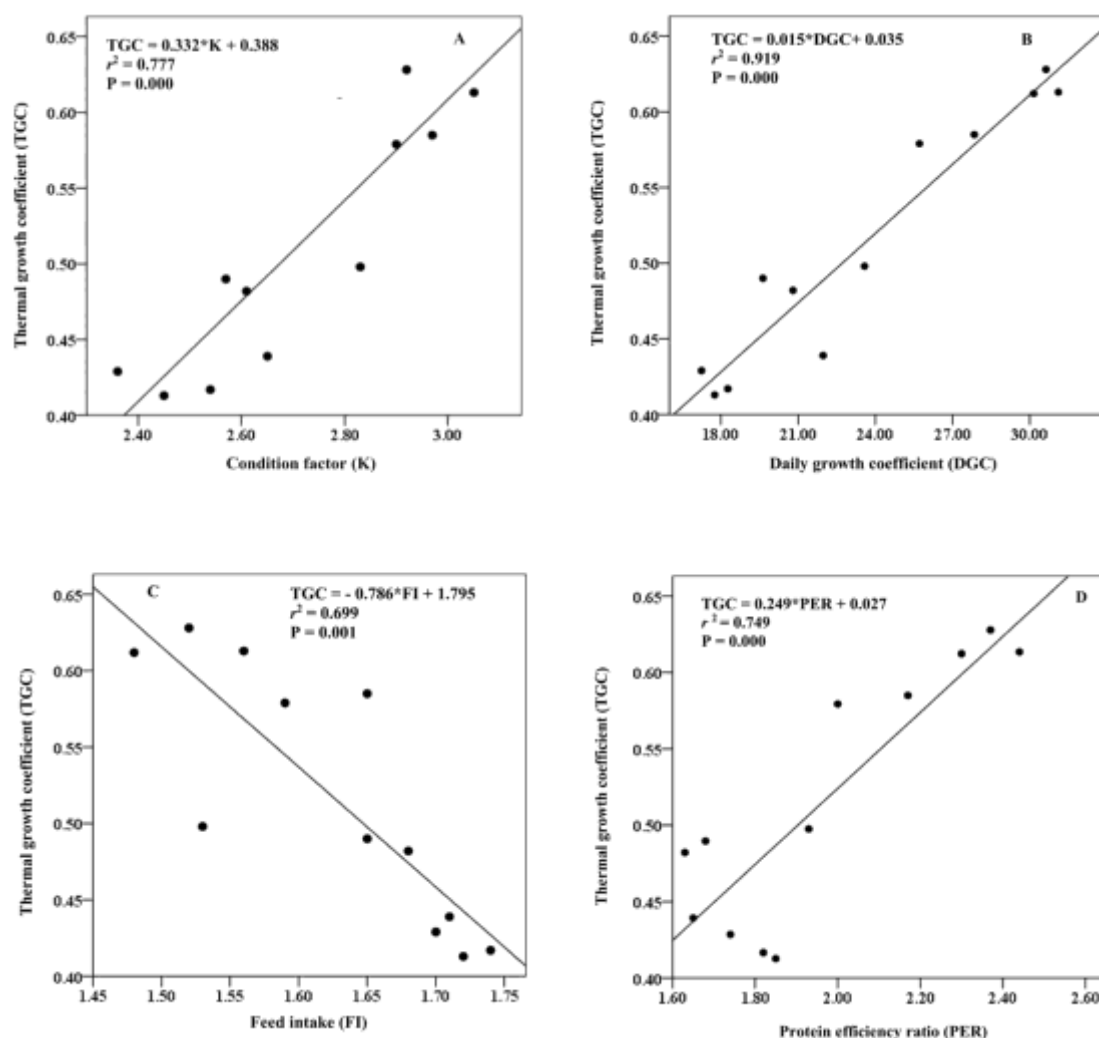 A
TGC = 0.332*K + 0.388
r² = 0.777
P = 0.000
Thermal growth coefficient (TGC)
0.65
0.60
0.55
0.50
0.45
0.40
2.40 2.60 2.80 3.00
Condition factor (K)
B
TGC = 0.015*DGC+ 0.035
r² = 0.919
P = 0.000
Thermal growth coefficient (TGC)
0.65
0.60
0.55
0.50
0.45
0.40
18.00 21.00 24.00 27.00 30.00
Daily growth coefficient (DGC)
C
TGC = - 0.786*FI + 1.795
r² = 0.699
P = 0.001
Thermal growth coefficient (TGC)
0.65
0.60
0.55
0.50
0.45
0.40
1.45 1.50 1.55 1.60 1.65 1.70 1.75
Feed intake (FI)
D
TGC = 0.249*PER + 0.027
r ² = 0.749
P = 0.000
Thermal growth coefficient (TGC)
0.65
0.60
0.55
0.50
0.45
0.40
1.60 1.80 2.00 2.20 2.40 2.60
Protein efficiency ratio (PER)